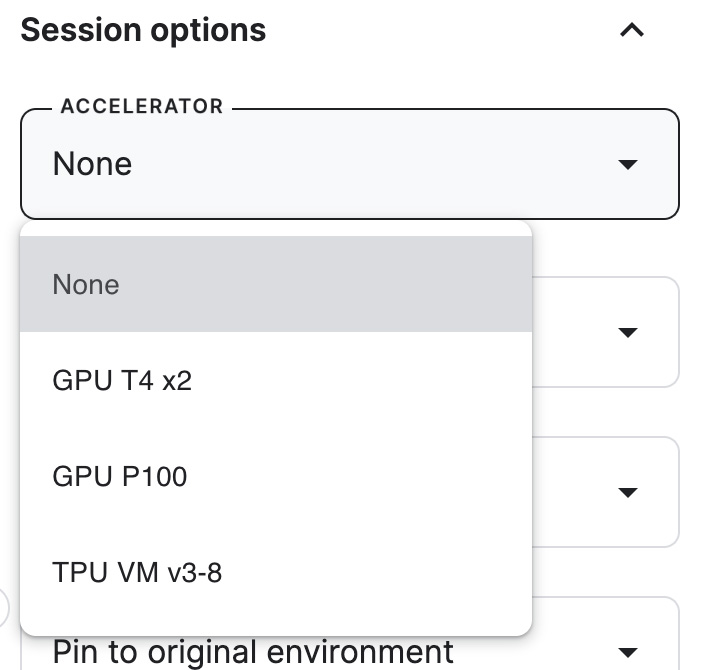 Session options
ACCELERATOR
None
None
GPU T4 x2
GPU P100
TPU VM v3-8
Pin to original environment